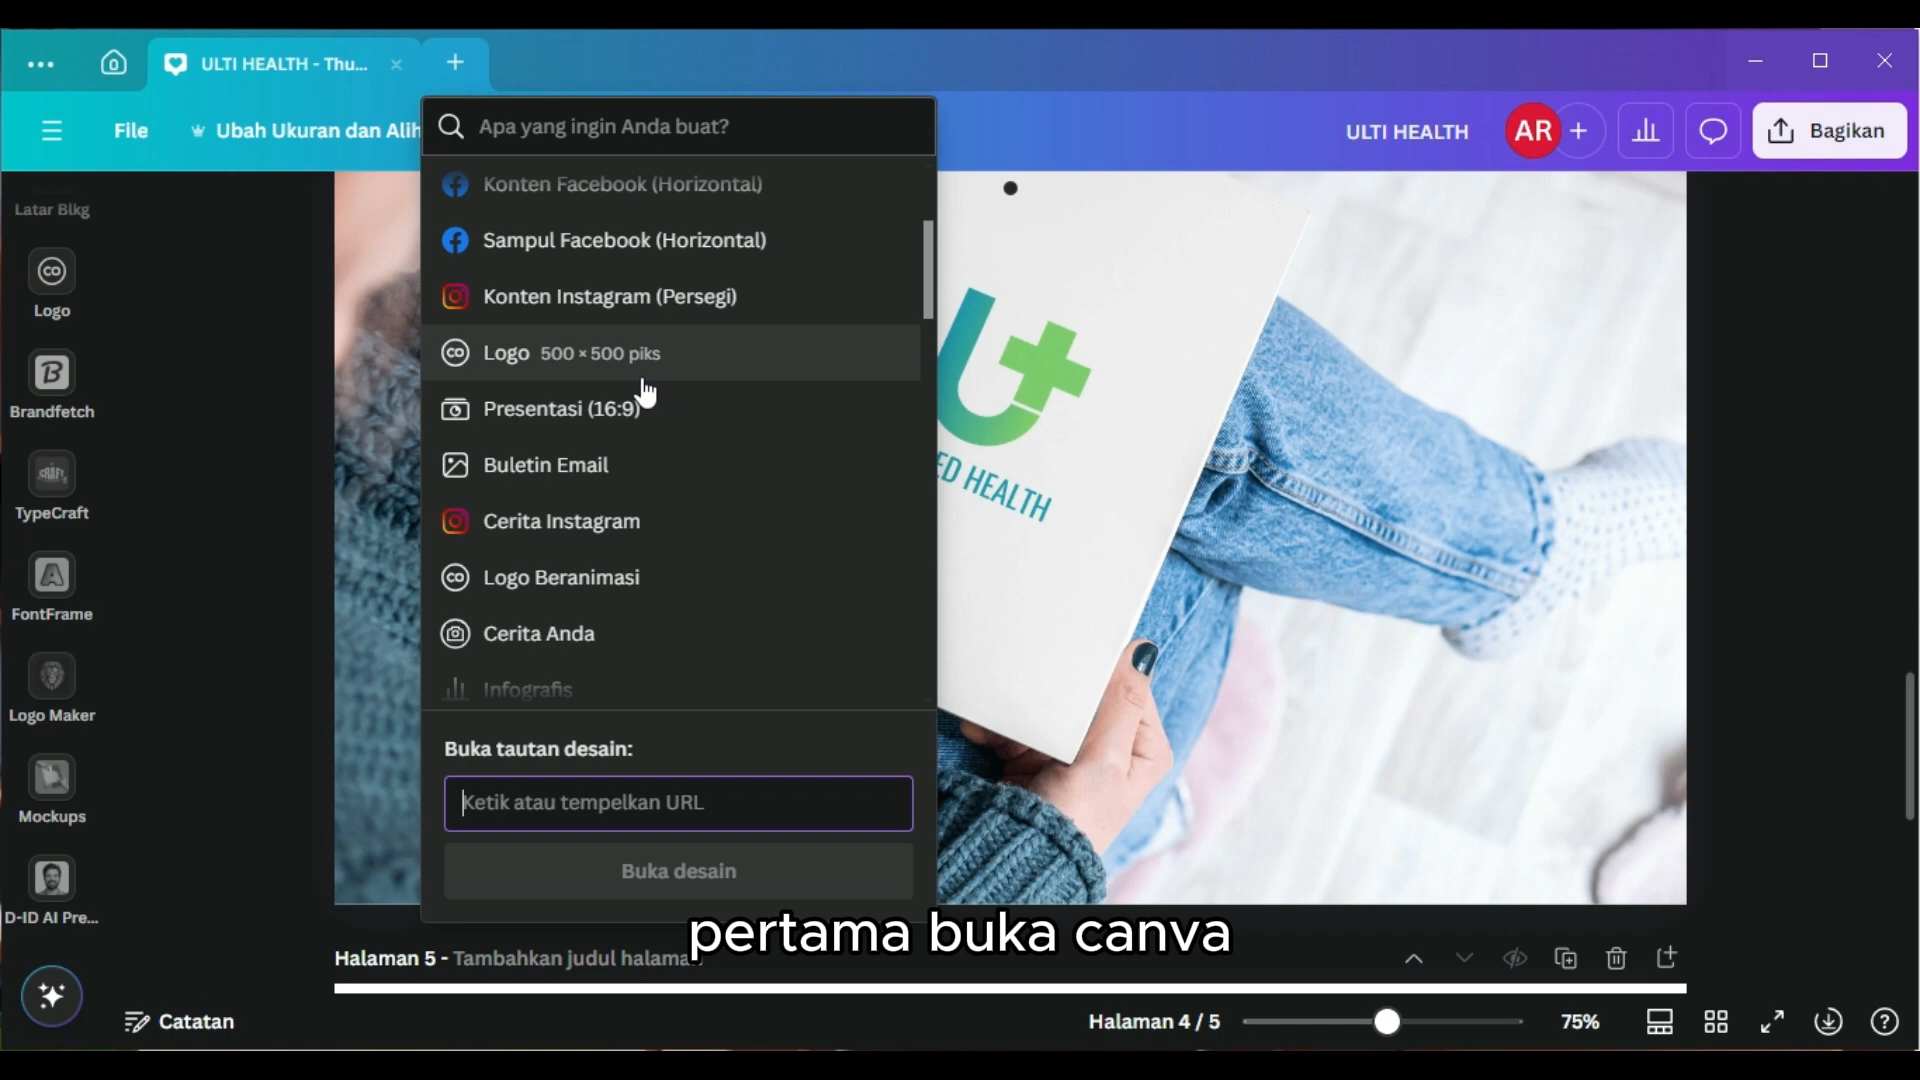 ULTI HEALTH - Thu...
File
Ubah Ukuran dan Alih
ULTI HEALTH
AR
Bagikan
Apa yang ingin Anda buat?
Konten Facebook (Horizontal)
Sampul Facebook (Horizontal)
Konten Instagram (Persegi)
Logo 500 × 500 piks
Presentasi (16:9)
Buletin Email
Cerita Instagram
Logo Beranimasi
Cerita Anda
Infografis
Buka tautan desain:
Ketik atau tempelkan URL
Buka desain
Latar Blkg
CO
Logo
B
Brandfetch
CRAFT
TypeCraft
A
FontFrame
Logo Maker
Mockups
D-ID AI Pre...
ED HEALTH
pertama buka canva
Halaman 5 - Tambahkan judul halaman
Catatan
Halaman 4 / 5
75%